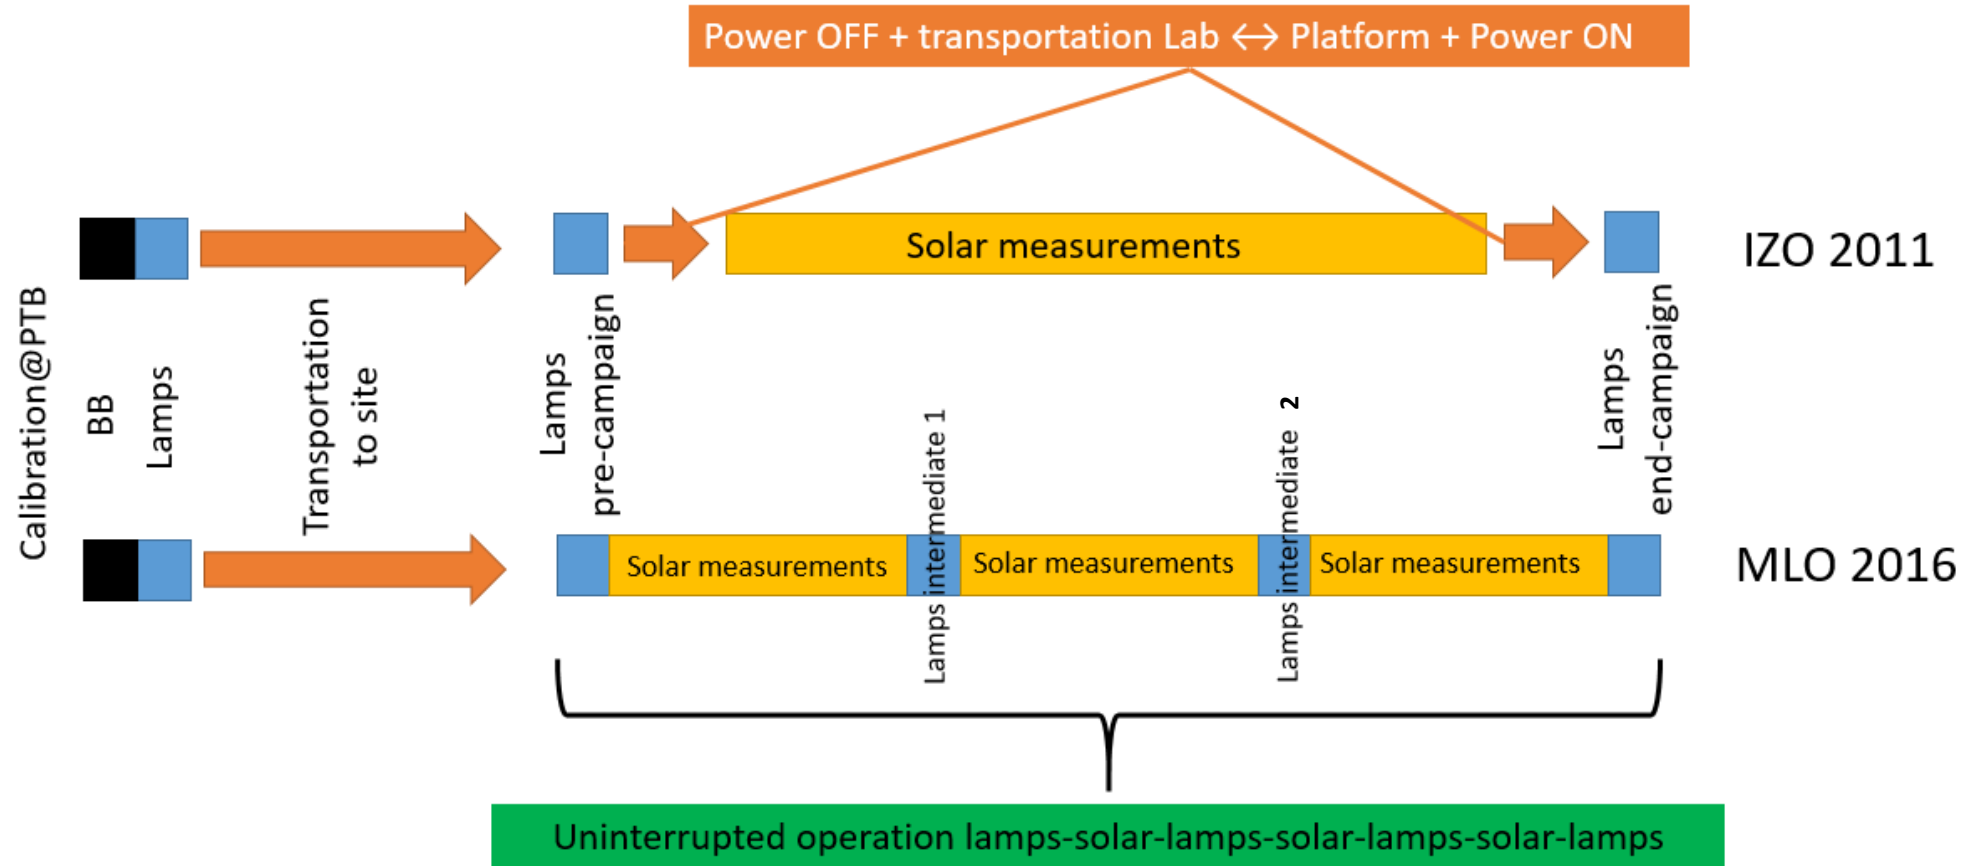 Power OFF + transportation Lab ↔ Platform + Power ON
Solar measurements
IZO 2011
Calibration@PTB
BB
Lamps
Transportation
to site
Lamps
pre-campaign
Lamps intermediate 1
Lamps intermediate 2
Lamps
end-campaign
Solar measurements
Solar measurements
Solar measurements
MLO 2016
Uninterrupted operation lamps-solar-lamps-solar-lamps-solar-lamps